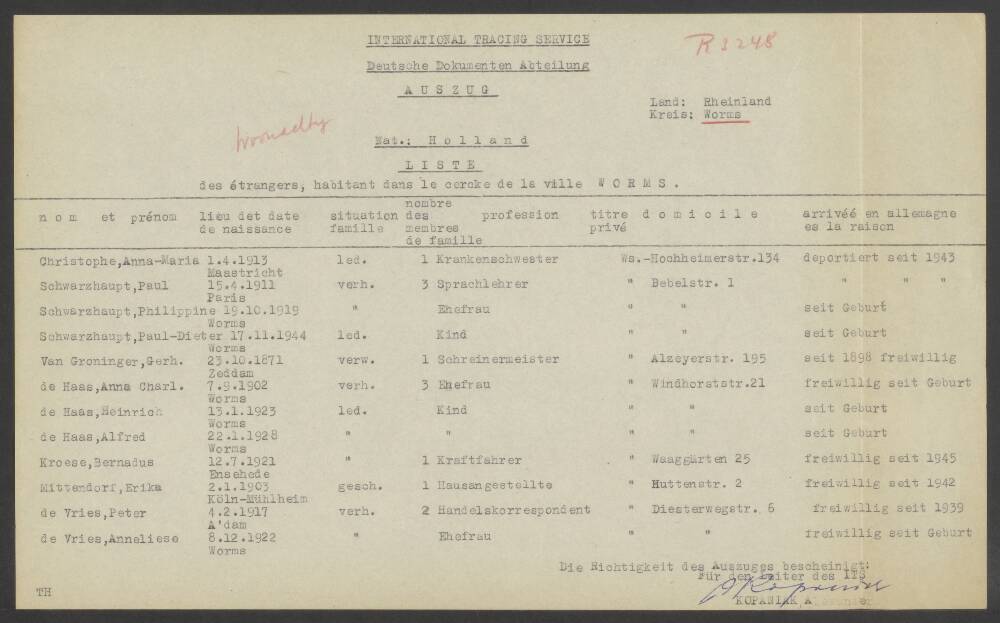 INTERNATIONAL TRACING SERVICE
R 3248
Deutsche Dokumenten Abteilung
AUSZUG
Land: Rheinland
Kreis: Worms
Nat.: Holland
LISTE
des étrangers, habitant dans le cercke de la ville WORMS.
nom et prénom lieu det date de naissance situation famille nombre des membres de famille profession titre privé domicile arrivéé en allemagne es la raison
Christophe,Anna-Maria 1.4.1913 led. 1 Krankenschwester Ws.-Hochheimerstr.134 deportiert seit 1943
Maastricht
Schwarzhaupt,Paul 15.4.1911 verh. 3 Sprachlehrer " Bebelstr. 1 " " "
Paris
Schwarzhaupt,Philippine 19.10.1919 " Ehefrau " " seit Geburt
Worms
Schwarzhaupt,Paul-Dieter 17.11.1944 led. Kind " " seit Geburt
Worms
Van Groninger,Gerh. 23.10.1871 verw. 1 Schreinermeister " Alzeyerstr. 195 seit 1898 freiwillig
Zeddam
de Haas,Anna Charl. 7.9.1902 verh. 3 Ehefrau " Windhorststr.21 freiwillig seit Geburt
Worms
de Haas,Heinrich 13.1.1923 led. Kind " " seit Geburt
Worms
de Haas,Alfred 22.1.1928 " " " " seit Geburt
Worms
Kroese,Bernadus 12.7.1921 " 1 Kraftfahrer " Waaggärten 25 freiwillig seit 1945
Enschede
Mittendorf,Erika 2.1.1903 gesch. 1 Hausangestellte " Huttenstr. 2 freiwillig seit 1942
Köln-Mühlheim
de Vries,Peter 4.2.1917 verh. 2 Handelskorrespondent " Diesterwegstr. 6 freiwillig seit 1939
A'dam
de Vries,Anneliese 8.12.1922 " Ehefrau " " freiwillig seit Geburt
Worms
Die Richtigkeit des Auszuges bescheinigt:
Für den Leiter des ITS
TH
KOPANIAK Alexander